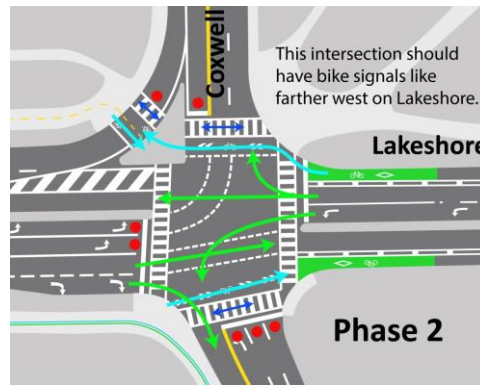 Coxwell
This intersection should
have bike signals like
farther west on Lakeshore.
Lakeshore
Phase 2